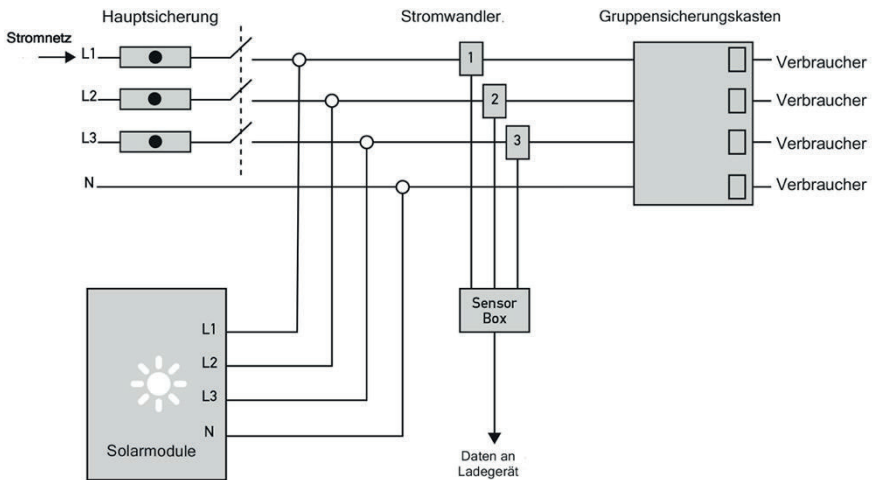 Hauptsicherung
Stromwandler.
Gruppensicherungskasten
Stromnetz
L1
1
Verbraucher
L2
2
Verbraucher
L3
3
Verbraucher
N
Verbraucher
Sensor
Box
L1
L2
L3
N
Solarmodule
Daten an
Ladegerät